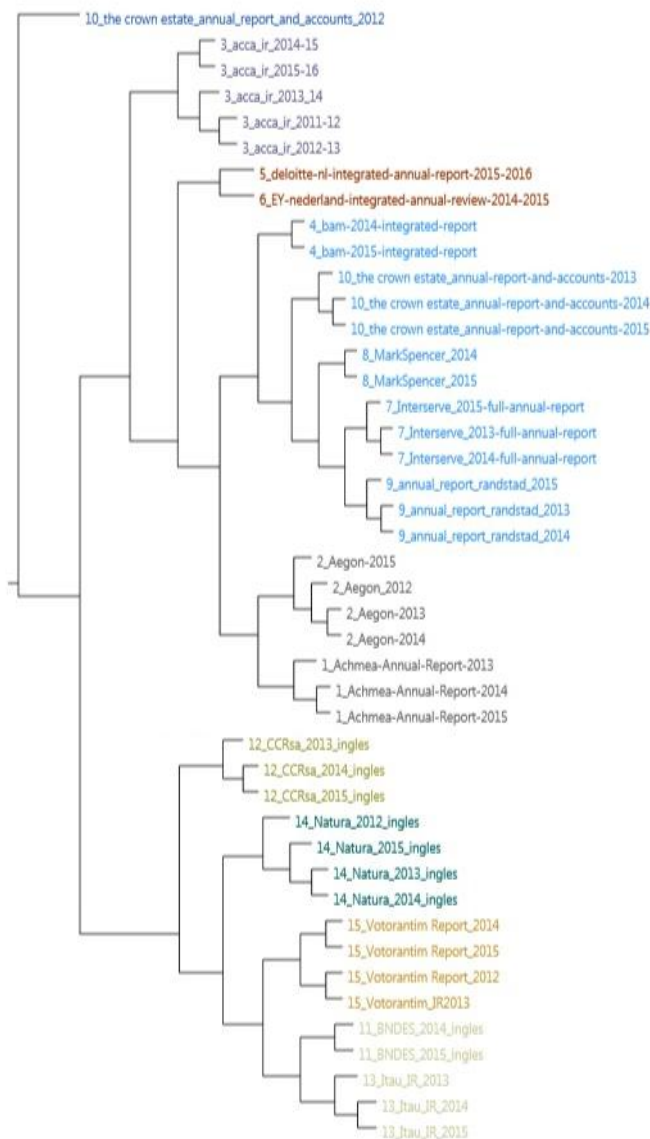 10_the crown estate_annual_report_and_accounts_2012
3_acca_ir_2014-15
3_acca_ir_2015-16
3_acca_ir_2013_14
3_acca_ir_2011-12
3_acca_ir_2012-13
5_deloitte-nl-integrated-annual-report-2015-2016
6_EY-nederland-integrated-annual-review-2014-2015
4_bam-2014-integrated-report
4_bam-2015-integrated-report
10_the crown estate_annual-report-and-accounts-2013
10_the crown estate_annual-report-and-accounts-2014
10_the crown estate_annual-report-and-accounts-2015
8_MarkSpencer_2014
8_MarkSpencer_2015
7_Interserve_2015-full-annual-report
7_Interserve_2013-full-annual-report
7_Interserve_2014-full-annual-report
9_annual_report_randstad_2015
9_annual_report_randstad_2013
9_annual_report_randstad_2014
2_Aegon-2015
2_Aegon_2012
2_Aegon-2013
2_Aegon-2014
1_Achmea-Annual-Report-2013
1_Achmea-Annual-Report-2014
1_Achmea-Annual-Report-2015
12_CCRsa_2013_ingles
12_CCRsa_2014_ingles
12_CCRsa_2015_ingles
14_Natura_2012_ingles
14_Natura_2015_ingles
14_Natura_2013_ingles
14_Natura_2014_ingles
15_Votorantim Report_2014
15_Votorantim Report_2015
15_Votorantim Report_2012
15_Votorantim_IR2013
11_BNDES_2014_ingles
11_BNDES_2015_ingles
13_Itau_IR_2013
13_Itau_IR_2014
13_Itau_IR_2015